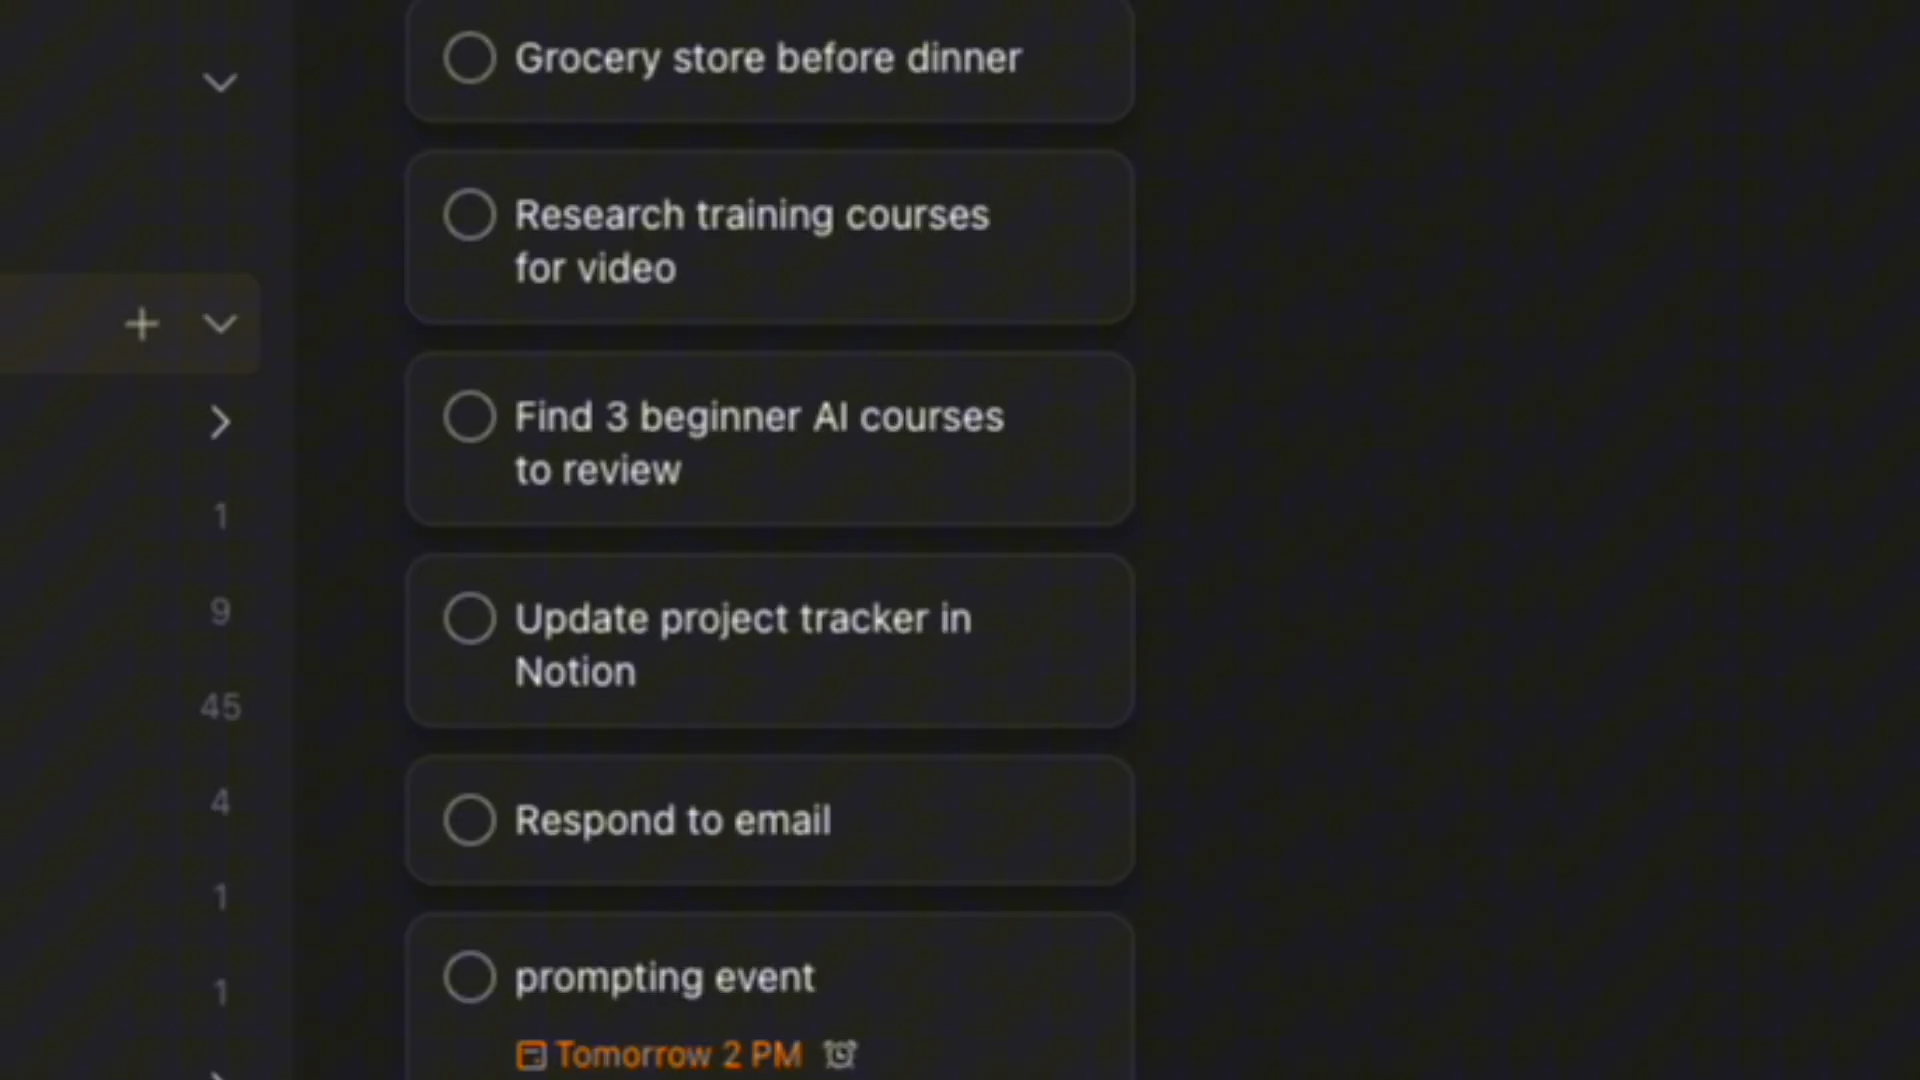 Grocery store before dinner
Research training courses
for video
Find 3 beginner AI courses
to review
1
9
Update project tracker in
Notion
45
4
Respond to email
1
prompting event
1
Tomorrow 2 PM